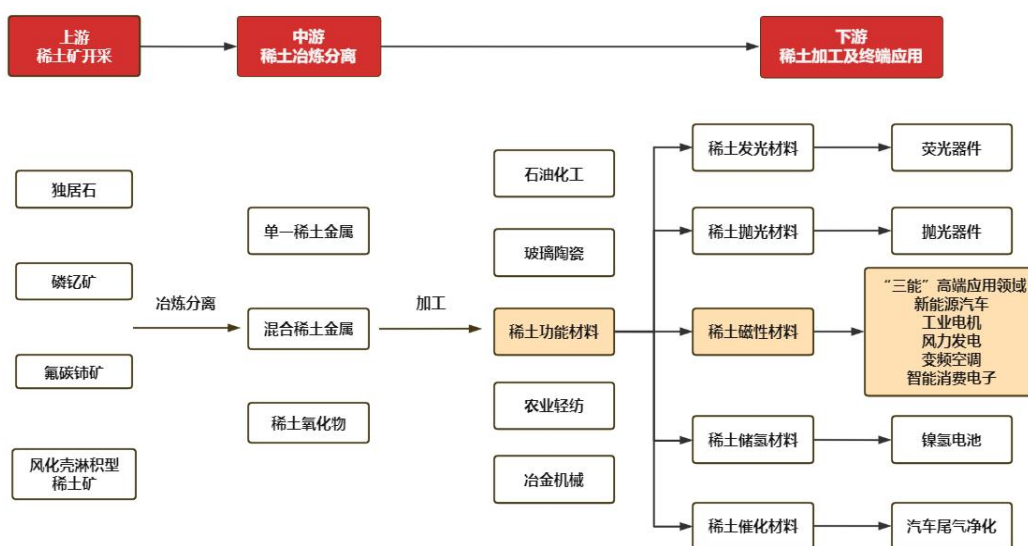 上游
稀土矿开采
中游
稀土冶炼分离
下游
稀土加工及终端应用
独居石
磷钇矿
氟碳铈矿
风化壳淋积型
稀土矿
冶炼分离
单一稀土金属
混合稀土金属
稀土氧化物
加工
石油化工
玻璃陶瓷
稀土功能材料
农业轻纺
冶金机械
稀土发光材料
荧光器件
稀土抛光材料
抛光器件
稀土磁性材料
“三能”高端应用领域
新能源汽车
工业电机
风力发电
变频空调
智能消费电子
稀土储氢材料
镍氢电池
稀土催化材料
汽车尾气净化